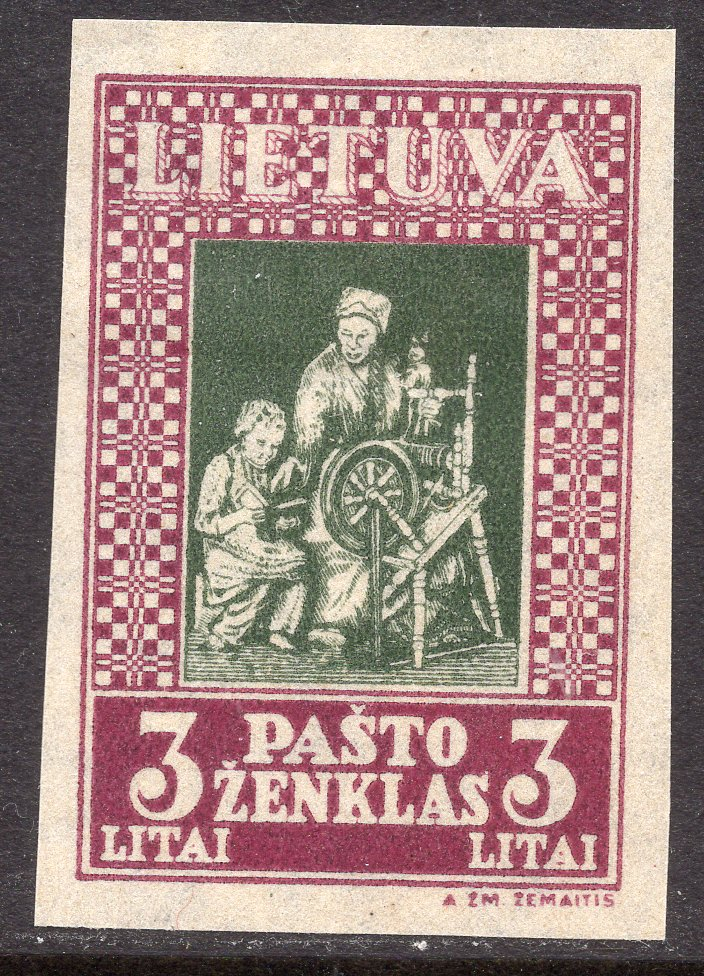 LIETUVA
3 PAŠTO 3
ŽENKLAS
LITAI LITAI
A ŽM. ŽEMAITIS